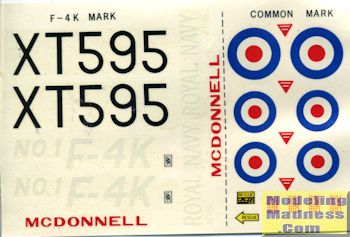 F-4K MARK
COMMON MARK
XT595
XT595
ROYAL NAVY
ROYAL NAVY
MCDONNELL
NO.1 F-4K
NO.1 F-4K
MCDONNELL
RESCUE
RESCUE
Modeling
Madness
.Com